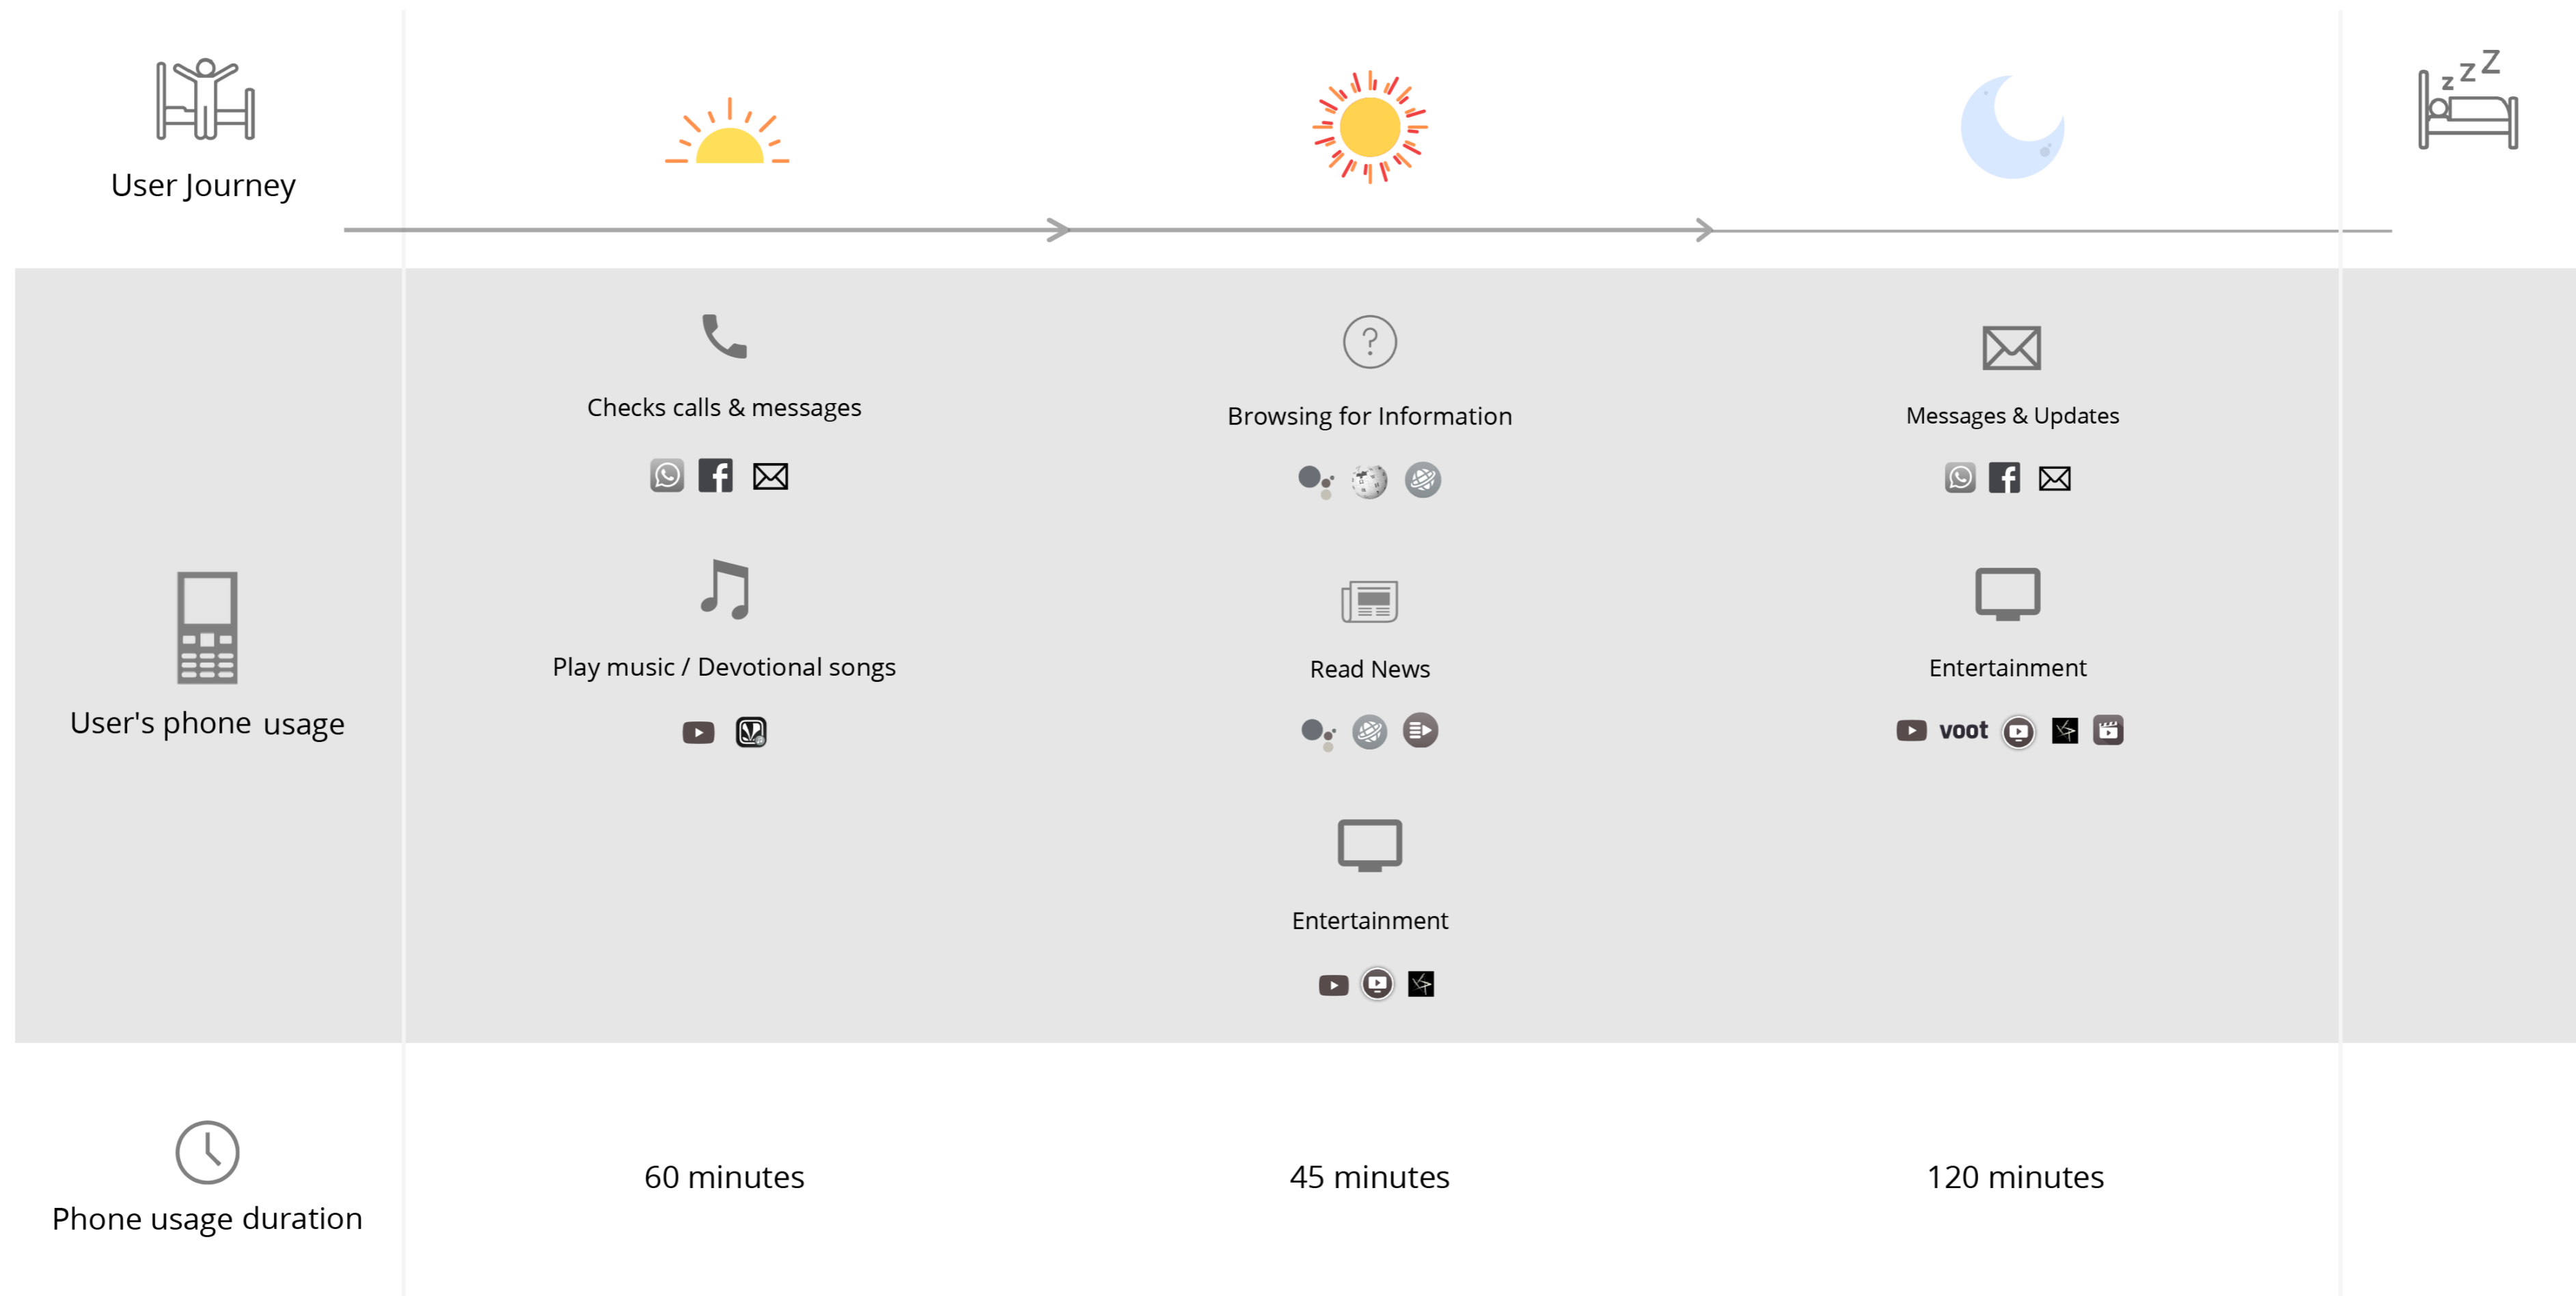 z z Z
User Journey
Checks calls & messages
Browsing for Information
Messages & Updates
Play music / Devotional songs
Read News
Entertainment
voot
User's phone usage
Entertainment
60 minutes
45 minutes
120 minutes
Phone usage duration